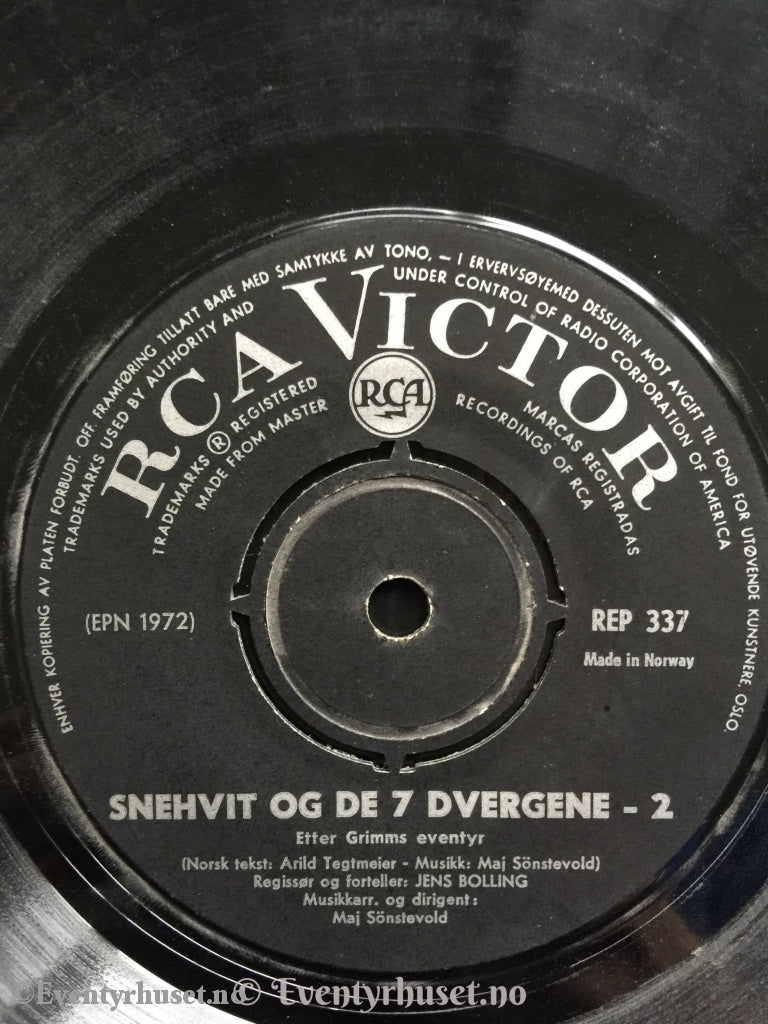 ENHVER KOPIERING AV PLATEN FORBUDT. OFF. FRAMFØRING TILLATT BARE MED SAMTYKKE AV TONO, — I ERVERVSØYEMED DESSUTEN MOT AVGIFT TIL FOND FOR UTØVENDE KUNSTNERE, OSLO.
TRADEMARKS USED BY AUTHORITY AND UNDER CONTROL OF RADIO CORPORATION OF AMERICA
RCA VICTOR
RCA
TRADEMARKS ® REGISTERED MARCAS REGISTRADAS
MADE FROM MASTER RECORDINGS OF RCA
(EPN 1972)
REP 337
Made in Norway
SNEHVIT OG DE 7 DVERGENE - 2
Etter Grimms eventyr
(Norsk tekst: Arild Tegtmeier - Musikk: Maj Sönstevold)
Regissør og forteller: JENS BOLLING
Musikkarr. og dirigent:
Maj Sönstevold
©Eventyrhuset.n© Eventyrhuset.no